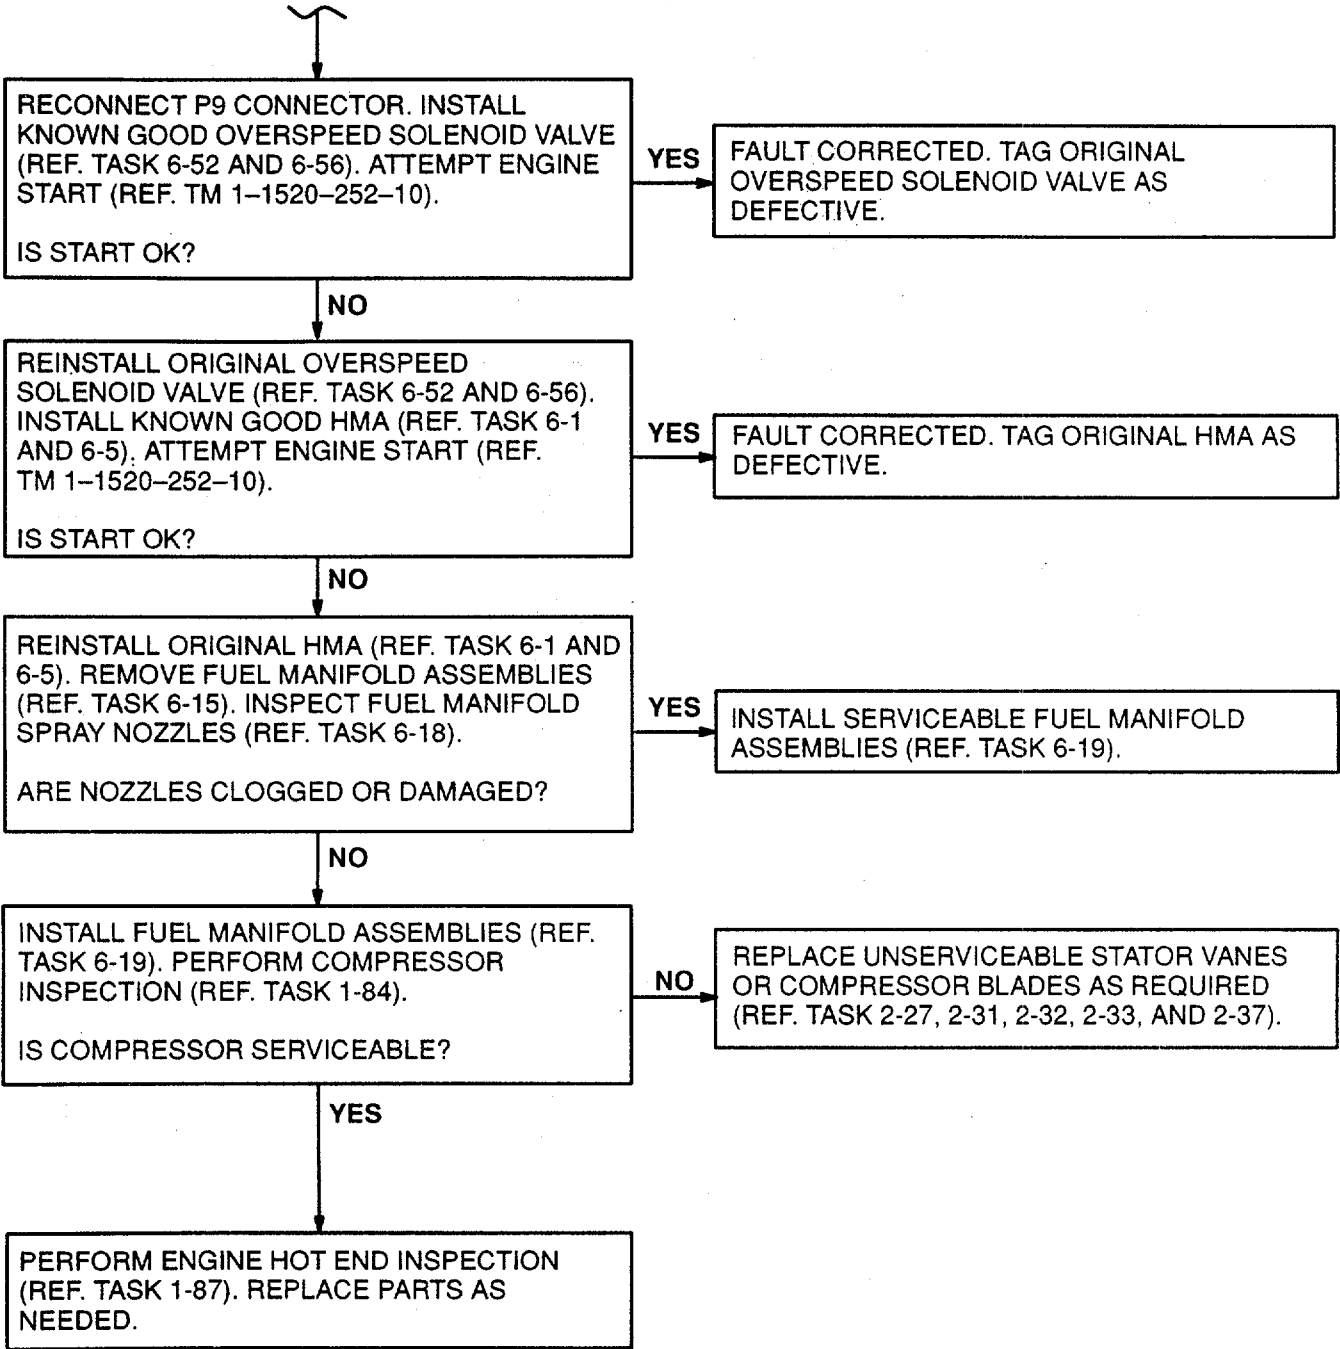 RECONNECT P9 CONNECTOR. INSTALL
KNOWN GOOD OVERSPEED SOLENOID VALVE
(REF. TASK 6-52 AND 6-56). ATTEMPT ENGINE
START (REF. TM 1–1520–252–10).
IS START OK?
YES
FAULT CORRECTED. TAG ORIGINAL
OVERSPEED SOLENOID VALVE AS
DEFECTIVE.
NO
REINSTALL ORIGINAL OVERSPEED
SOLENOID VALVE (REF. TASK 6-52 AND 6-56).
INSTALL KNOWN GOOD HMA (REF. TASK 6-1
AND 6-5). ATTEMPT ENGINE START (REF.
TM 1–1520–252–10).
IS START OK?
YES
FAULT CORRECTED. TAG ORIGINAL HMA AS
DEFECTIVE.
NO
REINSTALL ORIGINAL HMA (REF. TASK 6-1 AND
6-5). REMOVE FUEL MANIFOLD ASSEMBLIES
(REF. TASK 6-15). INSPECT FUEL MANIFOLD
SPRAY NOZZLES (REF. TASK 6-18).
ARE NOZZLES CLOGGED OR DAMAGED?
YES
INSTALL SERVICEABLE FUEL MANIFOLD
ASSEMBLIES (REF. TASK 6-19).
NO
INSTALL FUEL MANIFOLD ASSEMBLIES (REF.
TASK 6-19). PERFORM COMPRESSOR
INSPECTION (REF. TASK 1-84).
IS COMPRESSOR SERVICEABLE?
NO
REPLACE UNSERVICEABLE STATOR VANES
OR COMPRESSOR BLADES AS REQUIRED
(REF. TASK 2-27, 2-31, 2-32, 2-33, AND 2-37).
YES
PERFORM ENGINE HOT END INSPECTION
(REF. TASK 1-87). REPLACE PARTS AS
NEEDED.